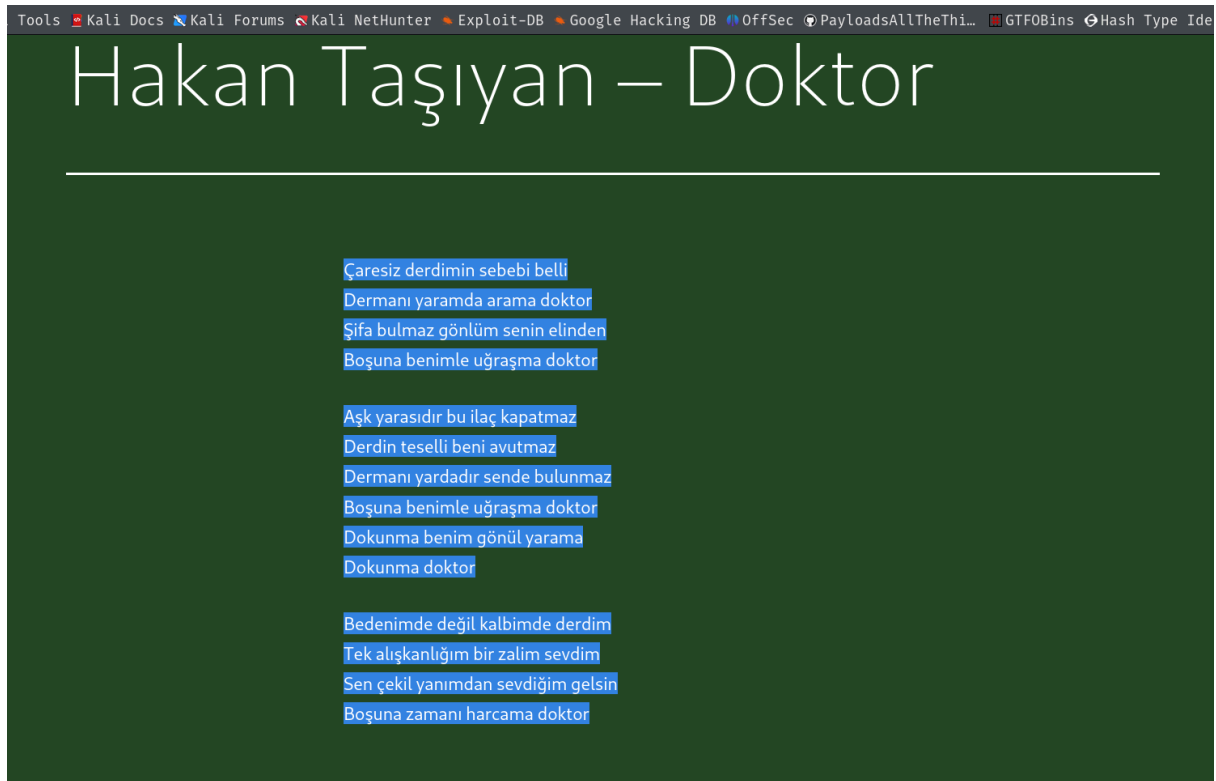 Tools Kali Docs Kali Forums Kali NetHunter Exploit-DB Google Hacking DB OffSec PayloadsAllTheThi… GTFOBins Hash Type Ide
Hakan Taşıyan – Doktor
Çaresiz derdimin sebebi belli
Dermanı yaramda arama doktor
Şifa bulmaz gönlüm senin elinden
Boşuna benimle uğraşma doktor
Aşk yarasıdır bu ilaç kapatmaz
Derdin teselli beni avutmaz
Dermanı yardadır sende bulunmaz
Boşuna benimle uğraşma doktor
Dokunma benim gönül yarama
Dokunma doktor
Bedenimde değil kalbimde derdim
Tek alışkanlığım bir zalim sevdim
Sen çekil yanımdan sevdiğim gelsin
Boşuna zamanı harcama doktor